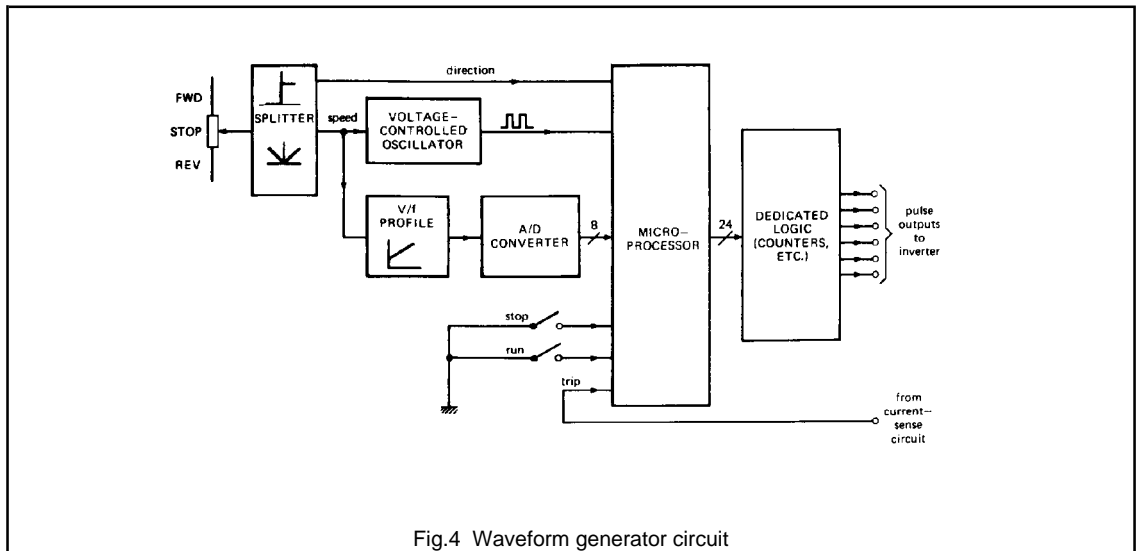 FWD
STOP
REV
SPLITTER
direction
speed
VOLTAGE–
CONTROLLED
OSCILLATOR
V/f
PROFILE
A/D
CONVERTER
8
MICRO–
PROCESSOR
24
DEDICATED
LOGIC
(COUNTERS,
ETC.)
pulse
outputs
to
inverter
stop
run
trip
from
current–
sense
circuit
Fig.4 Waveform generator circuit